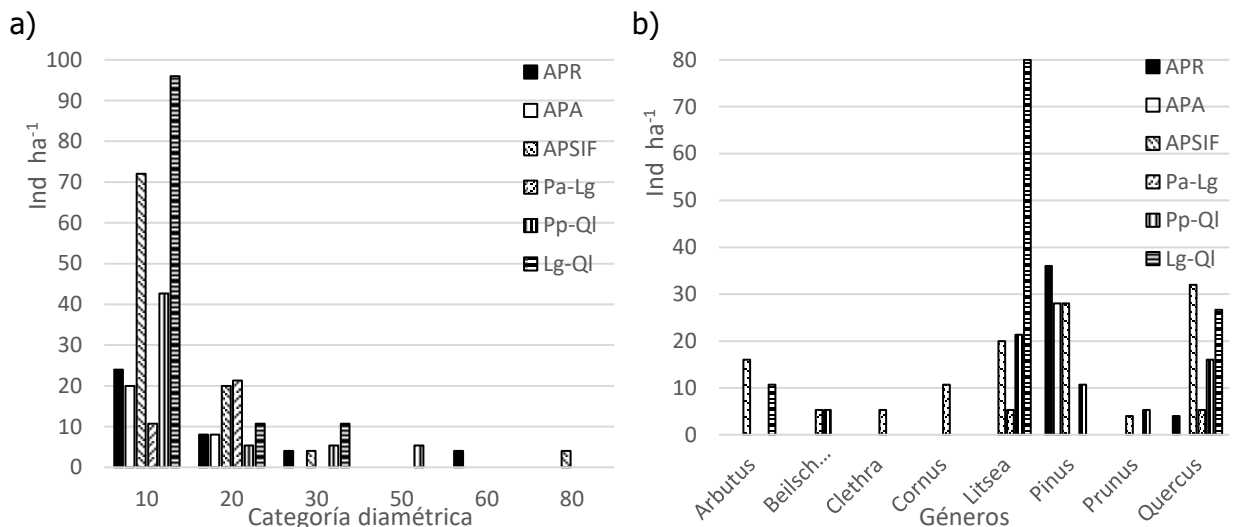 a)
100
90
80
70
60
50
40
30
20
10
0
Ind ha⁻¹
APR
APA
APSIF
Pa-Lg
Pp-Ql
Lg-Ql
10 20 30 50 60 80
Categoría diamétrica
b)
80
70
60
50
40
30
20
10
0
Ind ha⁻¹
APR
APA
APSIF
Pa-Lg
Pp-Ql
Lg-Ql
Arbutus
Beilsch...
Clethra
Cornus
Litsea
Pinus
Prunus
Quercus
Géneros